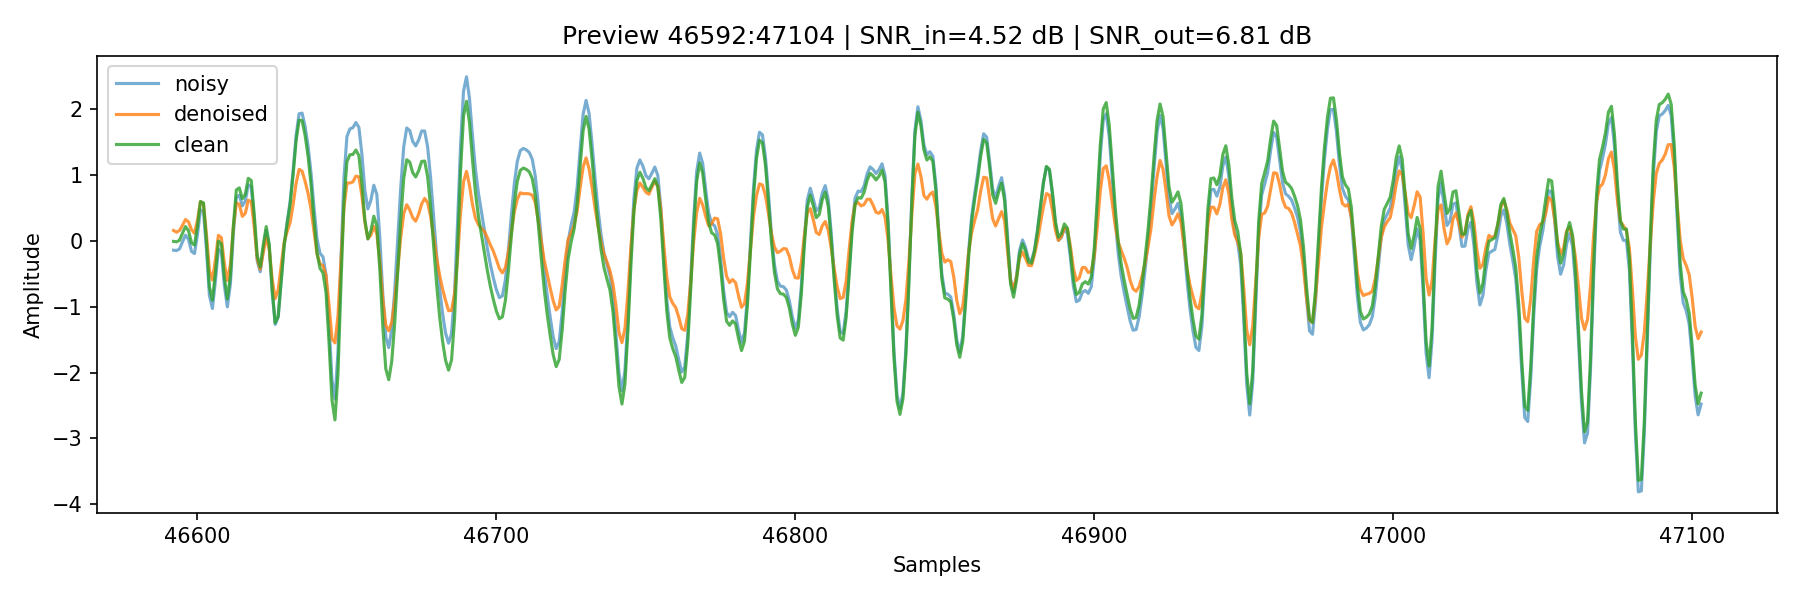 Preview 46592:47104 | SNR_in=4.52 dB | SNR_out=6.81 dB
noisy
denoised
clean
Amplitude
2
1
0
−1
−2
−3
−4
46600 46700 46800 46900 47000 47100
Samples